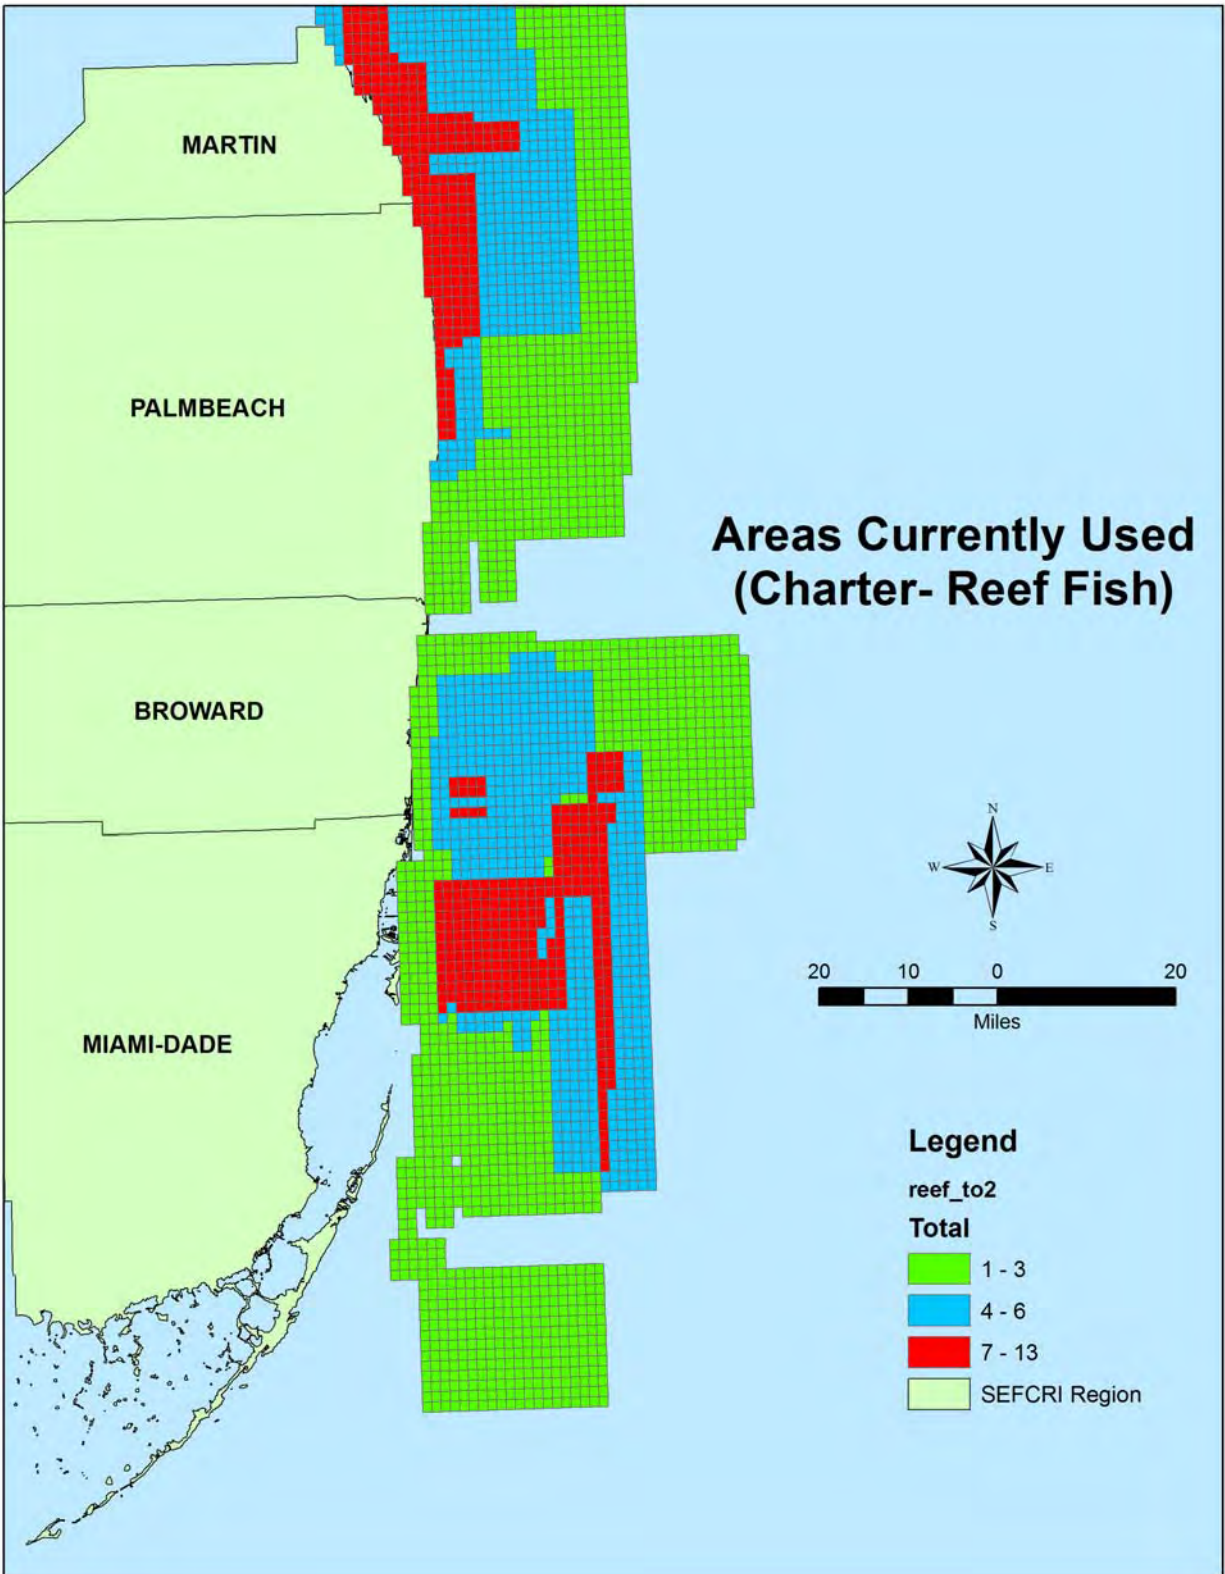 MARTIN
PALMBEACH
Areas Currently Used
(Charter- Reef Fish)
BROWARD
N
W
E
S
20 10 0 20
Miles
MIAMI-DADE
Legend
reef_to2
Total
1 - 3
4 - 6
7 - 13
SEFCRI Region